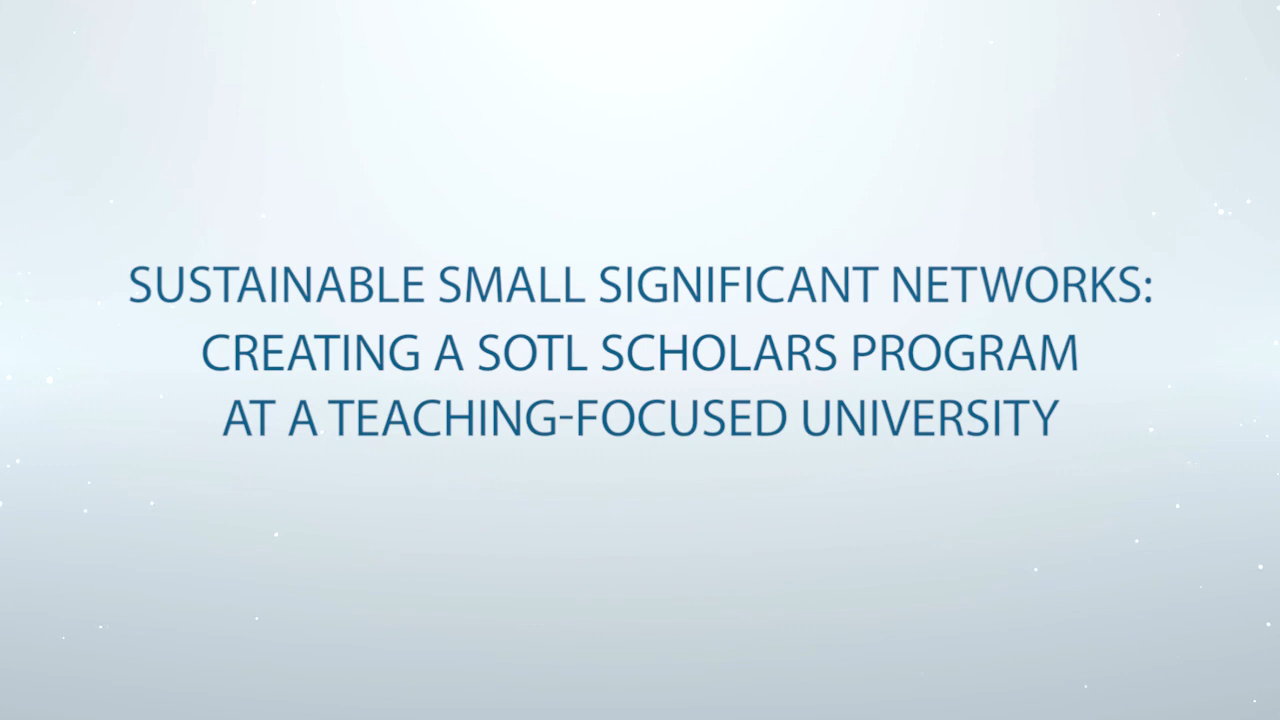 SUSTAINABLE SMALL SIGNIFICANT NETWORKS:
CREATING A SOTL SCHOLARS PROGRAM
AT A TEACHING-FOCUSED UNIVERSITY